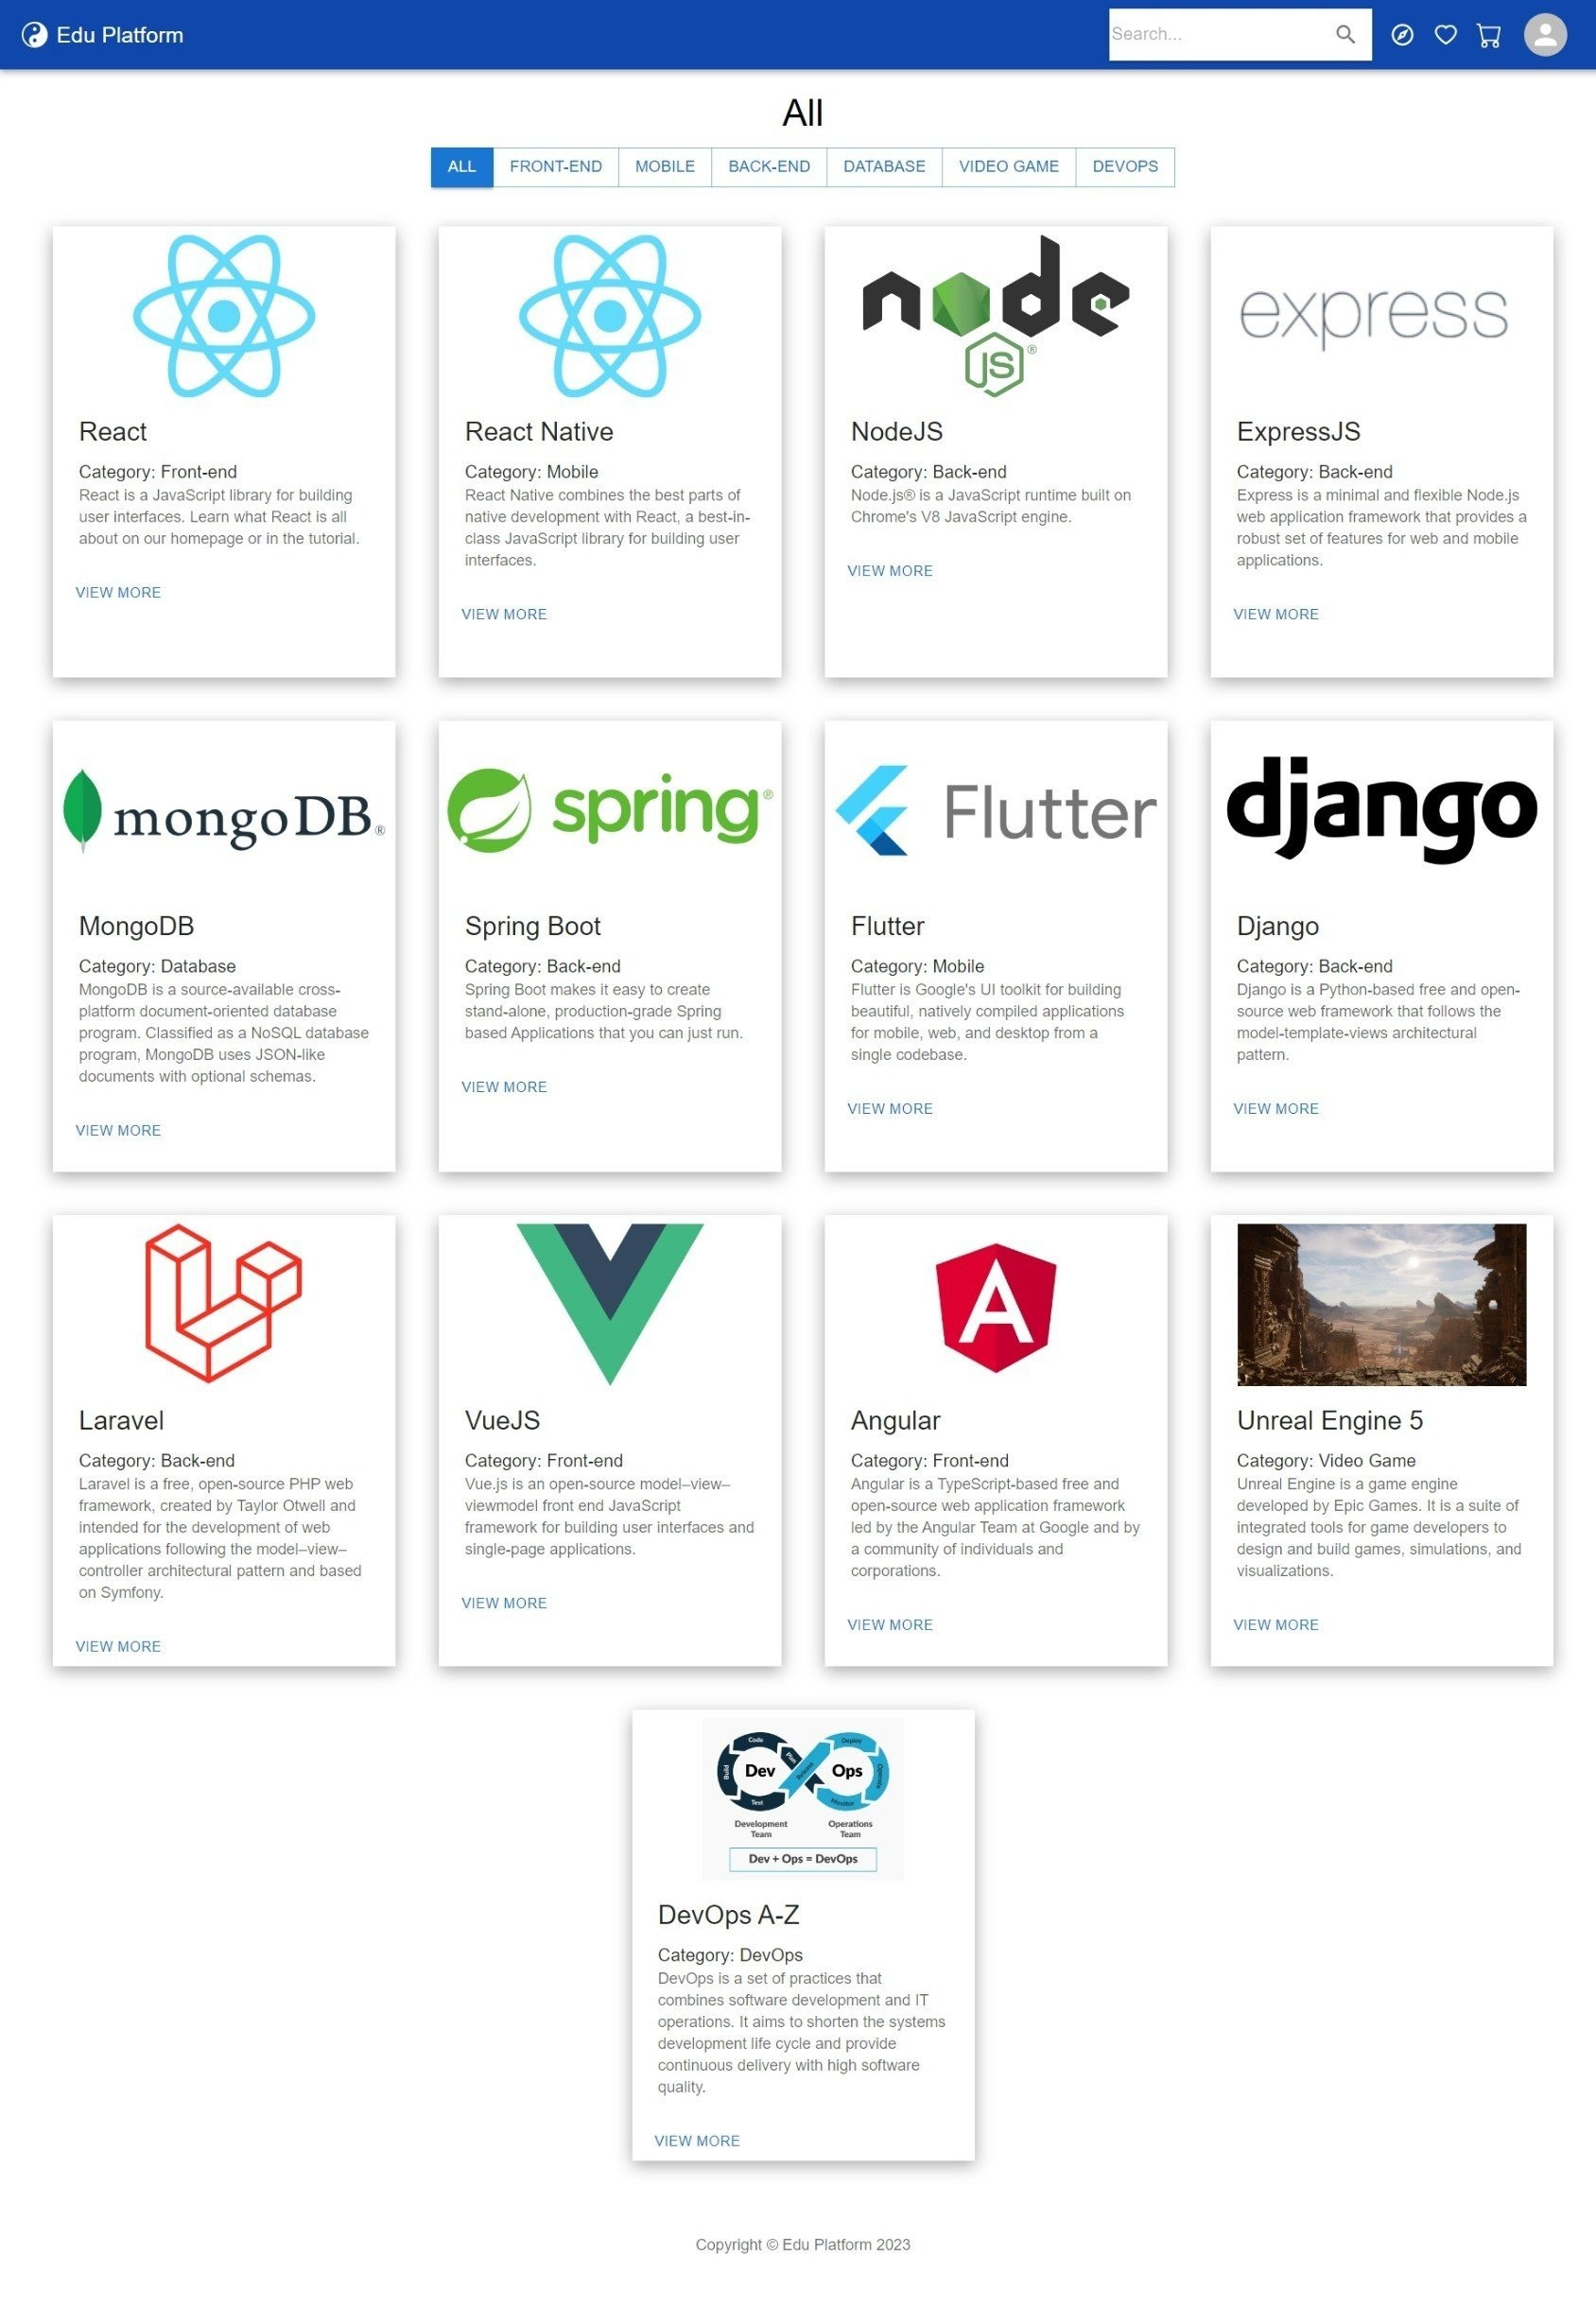 Edu Platform
Search...
All
ALL
FRONT-END
MOBILE
BACK-END
DATABASE
VIDEO GAME
DEVOPS
React
Category: Front-end
React is a JavaScript library for building
user interfaces. Learn what React is all
about on our homepage or in the tutorial.
VIEW MORE
React Native
Category: Mobile
React Native combines the best parts of
native development with React, a best-in-
class JavaScript library for building user
interfaces.
VIEW MORE
node
JS®
NodeJS
Category: Back-end
Node.js® is a JavaScript runtime built on
Chrome's V8 JavaScript engine.
VIEW MORE
express
ExpressJS
Category: Back-end
Express is a minimal and flexible Node.js
web application framework that provides a
robust set of features for web and mobile
applications.
VIEW MORE
mongoDB®
MongoDB
Category: Database
MongoDB is a source-available cross-
platform document-oriented database
program. Classified as a NoSQL database
program, MongoDB uses JSON-like
documents with optional schemas.
VIEW MORE
spring®
Spring Boot
Category: Back-end
Spring Boot makes it easy to create
stand-alone, production-grade Spring
based Applications that you can just run.
VIEW MORE
Flutter
Flutter
Category: Mobile
Flutter is Google's UI toolkit for building
beautiful, natively compiled applications
for mobile, web, and desktop from a
single codebase.
VIEW MORE
django
Django
Category: Back-end
Django is a Python-based free and open-
source web framework that follows the
model-template-views architectural
pattern.
VIEW MORE
Laravel
Category: Back-end
Laravel is a free, open-source PHP web
framework, created by Taylor Otwell and
intended for the development of web
applications following the model–view–
controller architectural pattern and based
on Symfony.
VIEW MORE
VueJS
Category: Front-end
Vue.js is an open-source model–view–
viewmodel front end JavaScript
framework for building user interfaces and
single-page applications.
VIEW MORE
A
Angular
Category: Front-end
Angular is a TypeScript-based free and
open-source web application framework
led by the Angular Team at Google and by
a community of individuals and
corporations.
VIEW MORE
Unreal Engine 5
Category: Video Game
Unreal Engine is a game engine
developed by Epic Games. It is a suite of
integrated tools for game developers to
design and build games, simulations, and
visualizations.
VIEW MORE
Code
Plan
Build
Dev
Test
Release
Deploy
Ops
Operate
Monitor
Development
Team
Operations
Team
Dev + Ops = DevOps
DevOps A-Z
Category: DevOps
DevOps is a set of practices that
combines software development and IT
operations. It aims to shorten the systems
development life cycle and provide
continuous delivery with high software
quality.
VIEW MORE
Copyright © Edu Platform 2023